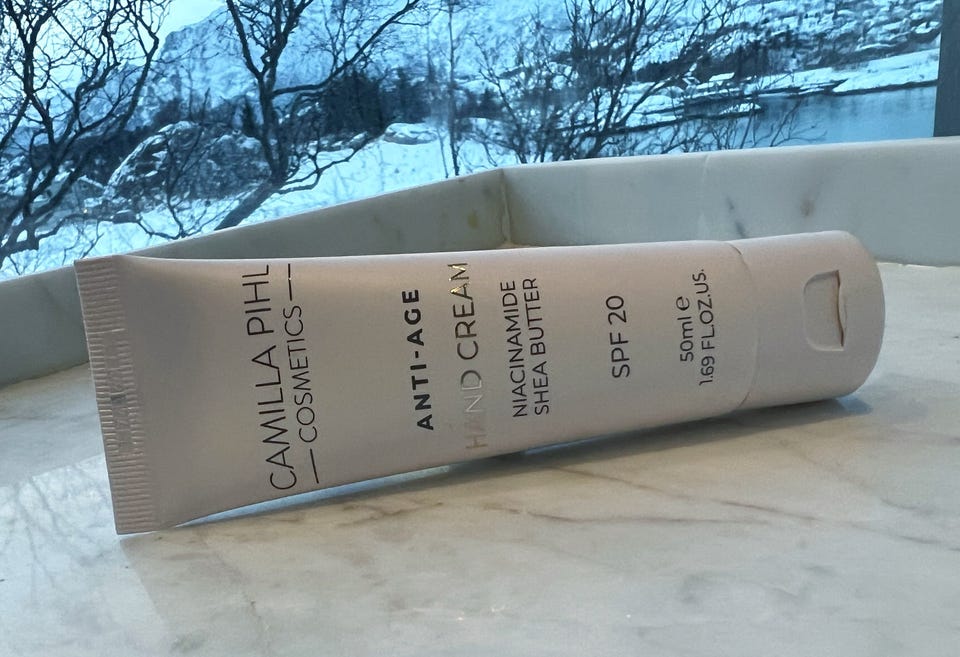 CAMILLA PIHL
COSMETICS
ANTI-AGE
HAND CREAM
NIACINAMIDE
SHEA BUTTER
SPF 20
50ml ℮
1.69 FL.OZ.US.